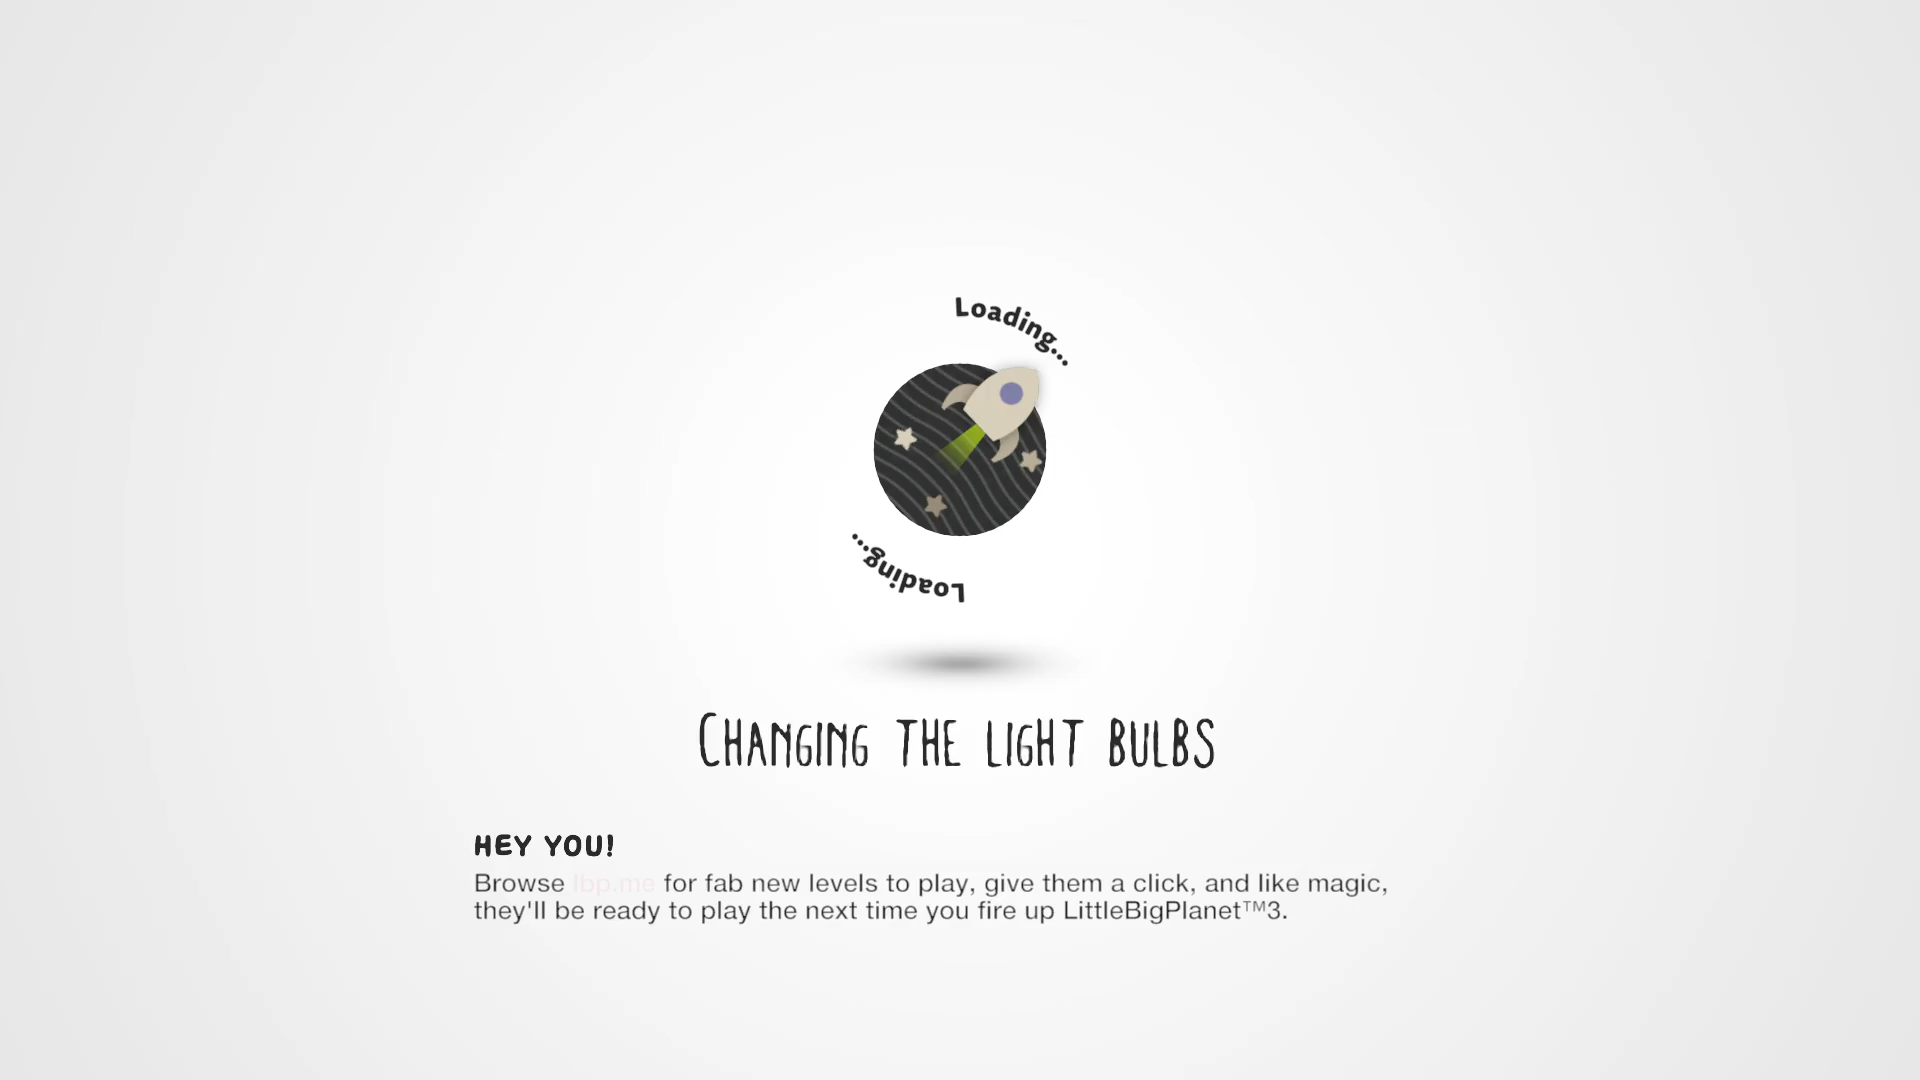 Loading...
Loading...
Changing the light bulbs
HEY YOU!
Browse lbp.me for fab new levels to play, give them a click, and like magic,
they'll be ready to play the next time you fire up LittleBigPlanet™3.